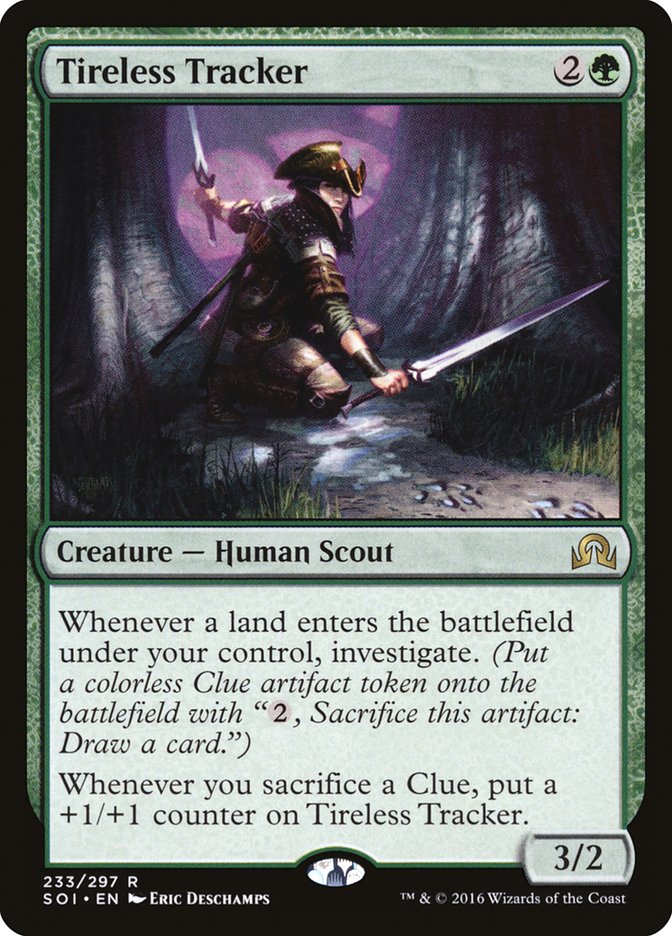 Tireless Tracker 2
Creature — Human Scout
Whenever a land enters the battlefield
under your control, investigate. (Put
a colorless Clue artifact token onto the
battlefield with “2, Sacrifice this artifact:
Draw a card.”)
Whenever you sacrifice a Clue, put a
+1/+1 counter on Tireless Tracker.
3/2
233/297 R
SOI • EN Eric Deschamps
™ & © 2016 Wizards of the Coast